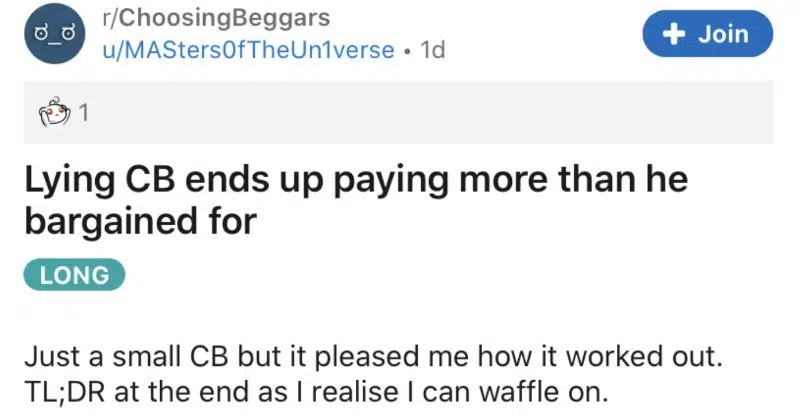 r/ChoosingBeggars
u/MASters0fTheUn1verse • 1d
+ Join
1
Lying CB ends up paying more than he
bargained for
LONG
Just a small CB but it pleased me how it worked out.
TL;DR at the end as I realise I can waffle on.